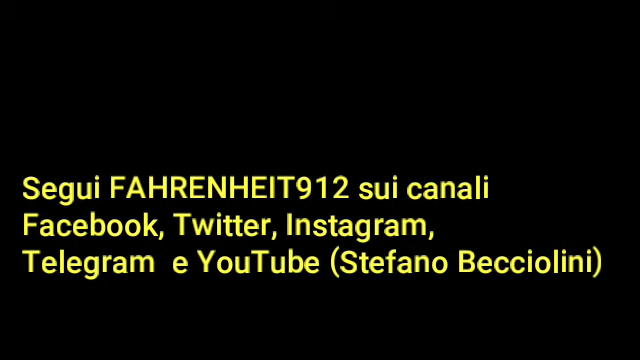 Segui FAHRENHEIT912 sui canali
Facebook, Twitter, Instagram,
Telegram  e YouTube (Stefano Becciolini)